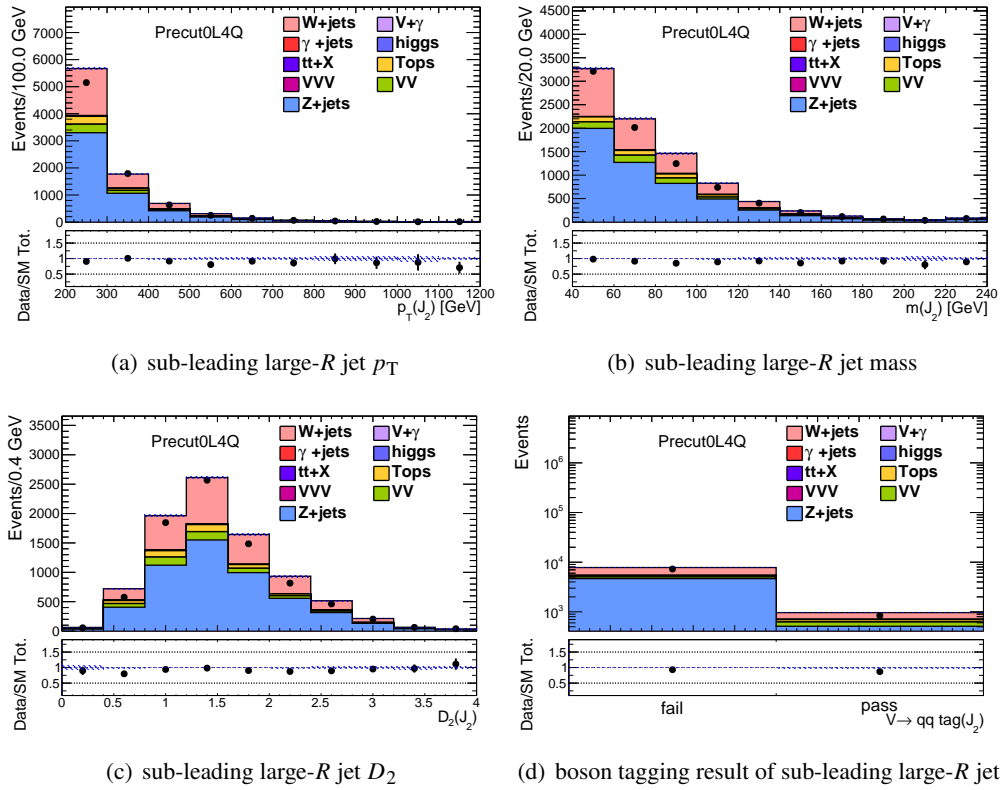 Events/100.0 GeV
7000
6000
5000
4000
3000
2000
1000
0
Precut0L4Q
W+jets
V+γ
γ +jets
higgs
tt+X
Tops
VVV
VV
Z+jets
Data/SM Tot.
1.5
1
0.5
200 300 400 500 600 700 800 900 1000 1100 1200
p_T(J_2) [GeV]
(a) sub-leading large-R jet p_T
Events/20.0 GeV
4500
4000
3500
3000
2500
2000
1500
1000
500
0
Precut0L4Q
W+jets
V+γ
γ +jets
higgs
tt+X
Tops
VVV
VV
Z+jets
Data/SM Tot.
1.5
1
0.5
40 60 80 100 120 140 160 180 200 220 240
m(J_2) [GeV]
(b) sub-leading large-R jet mass
Events/0.4 GeV
3500
3000
2500
2000
1500
1000
500
0
Precut0L4Q
W+jets
V+γ
γ +jets
higgs
tt+X
Tops
VVV
VV
Z+jets
Data/SM Tot.
1.5
1
0.5
0 0.5 1 1.5 2 2.5 3 3.5 4
D_2(J_2)
(c) sub-leading large-R jet D_2
Events
10^6
10^5
10^4
10^3
Precut0L4Q
W+jets
V+γ
γ +jets
higgs
tt+X
Tops
VVV
VV
Z+jets
Data/SM Tot.
1.5
1
0.5
fail pass
V→ qq tag(J_2)
(d) boson tagging result of sub-leading large-R jet